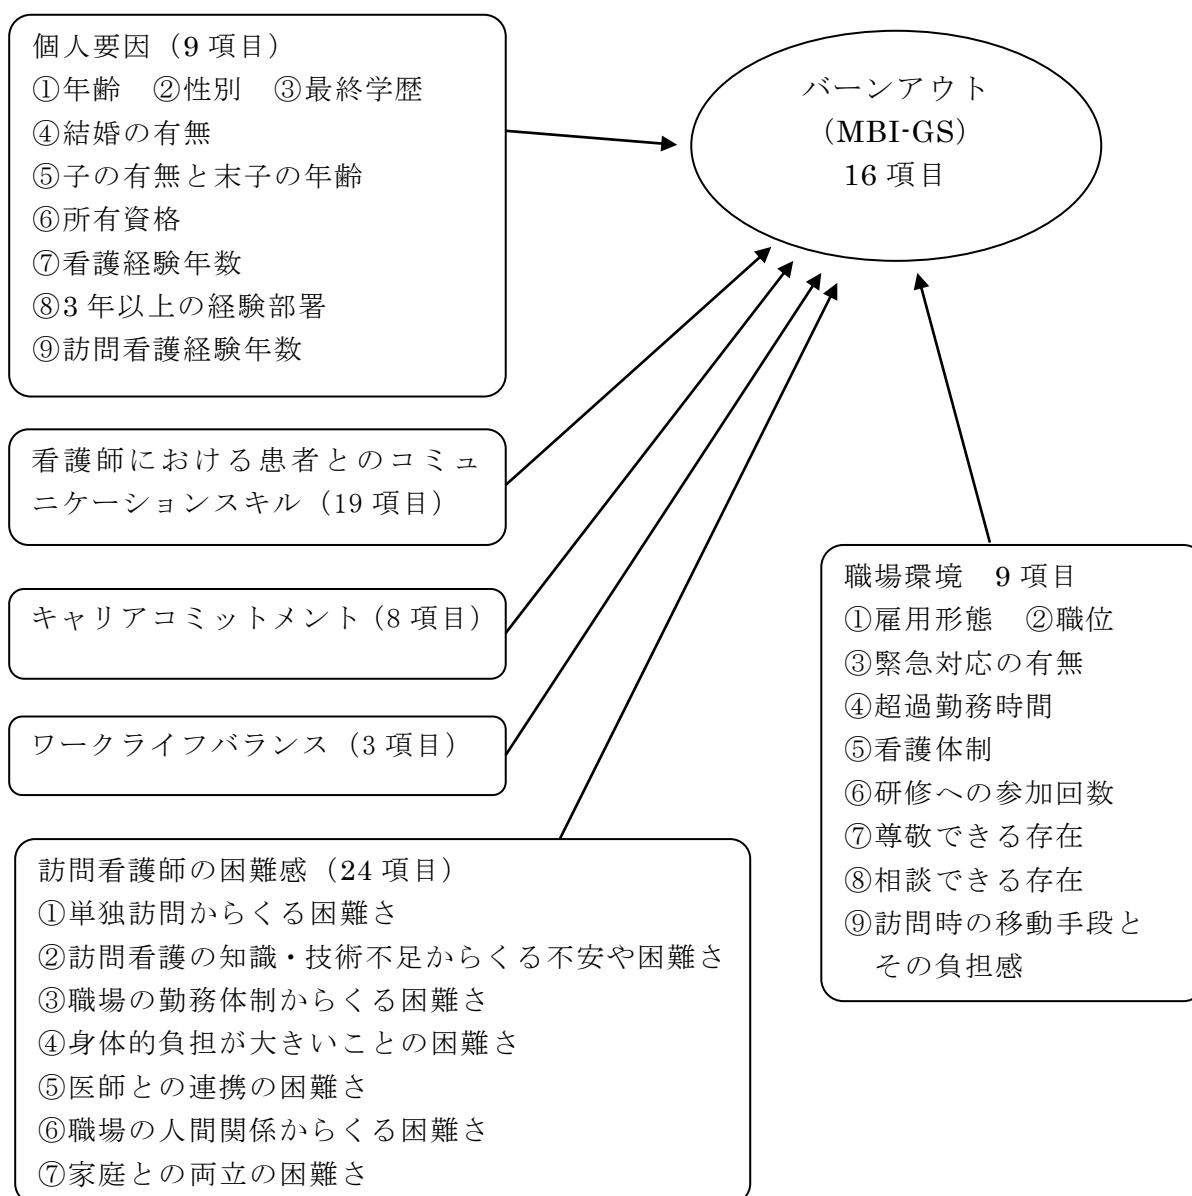 個人要因（9 項目）
①年齢　②性別　③最終学歴
④結婚の有無
⑤子の有無と末子の年齢
⑥所有資格
⑦看護経験年数
⑧3 年以上の経験部署
⑨訪問看護経験年数
バーンアウト
（MBI-GS）
16 項目
看護師における患者とのコミュ
ニケーションスキル（19 項目）
キャリアコミットメント（8 項目）
ワークライフバランス（3 項目）
訪問看護師の困難感（24 項目）
①単独訪問からくる困難さ
②訪問看護の知識・技術不足からくる不安や困難さ
③職場の勤務体制からくる困難さ
④身体的負担が大きいことの困難さ
⑤医師との連携の困難さ
⑥職場の人間関係からくる困難さ
⑦家庭との両立の困難さ
職場環境　9 項目
①雇用形態　②職位
③緊急対応の有無
④超過勤務時間
⑤看護体制
⑥研修への参加回数
⑦尊敬できる存在
⑧相談できる存在
⑨訪問時の移動手段と
その負担感